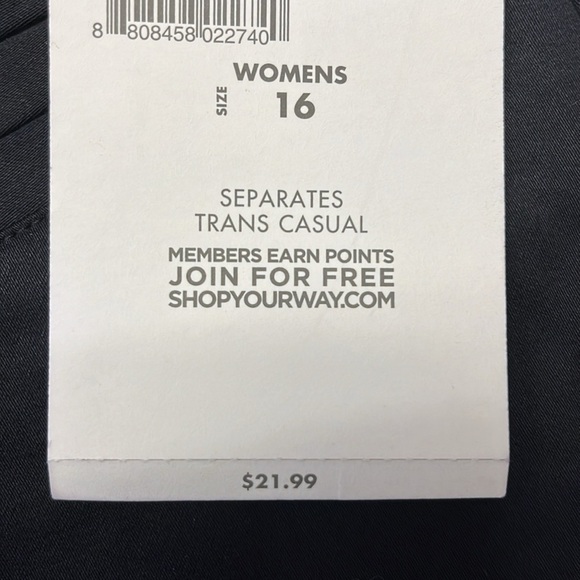 8 808458 022740
WOMENS
SIZE 16
SEPARATES
TRANS CASUAL
MEMBERS EARN POINTS
JOIN FOR FREE
SHOPYOURWAY.COM
$21.99